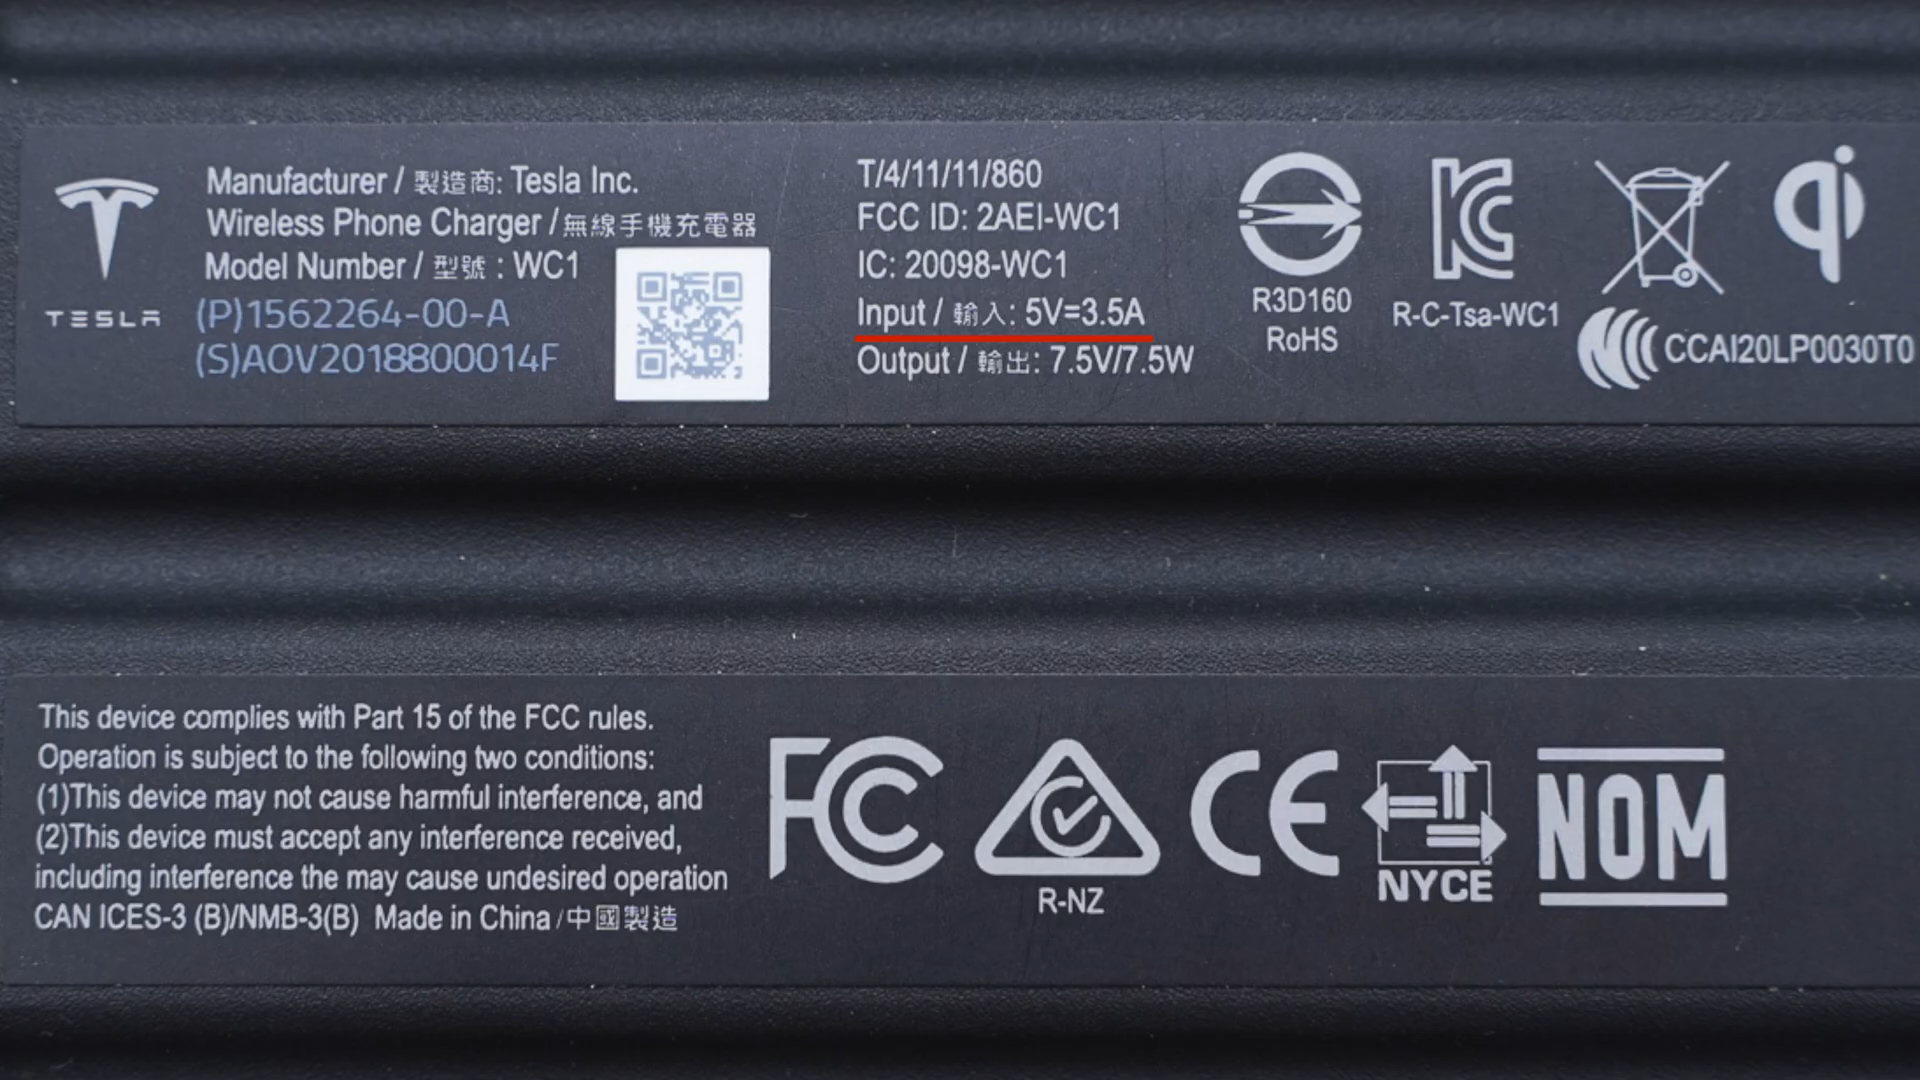 TESLA
Manufacturer / 製造商: Tesla Inc.
Wireless Phone Charger /無線手機充電器
Model Number / 型號 : WC1
(P)1562264-00-A
(S)AOV2018800014F
T/4/11/11/860
FCC ID: 2AEI-WC1
IC: 20098-WC1
Input / 輸入: 5V=3.5A
Output / 輸出: 7.5V/7.5W
R3D160
RoHS
R-C-Tsa-WC1
qi
CCAI20LP0030T0
This device complies with Part 15 of the FCC rules.
Operation is subject to the following two conditions:
(1)This device may not cause harmful interference, and
(2)This device must accept any interference received,
including interference the may cause undesired operation
CAN ICES-3 (B)/NMB-3(B) Made in China /中國製造
FC
R-NZ
CE
NYCE
NOM